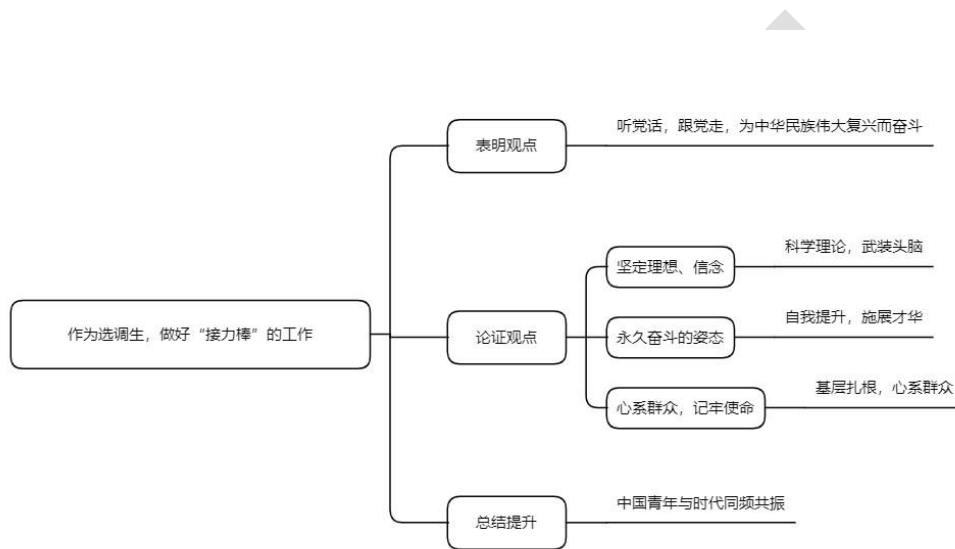 作为选调生，做好“接力棒”的工作
表明观点
听党话，跟党走，为中华民族伟大复兴而奋斗
论证观点
坚定理想、信念
科学理论，武装头脑
永久奋斗的姿态
自我提升，施展才华
心系群众，记牢使命
基层扎根，心系群众
总结提升
中国青年与时代同频共振